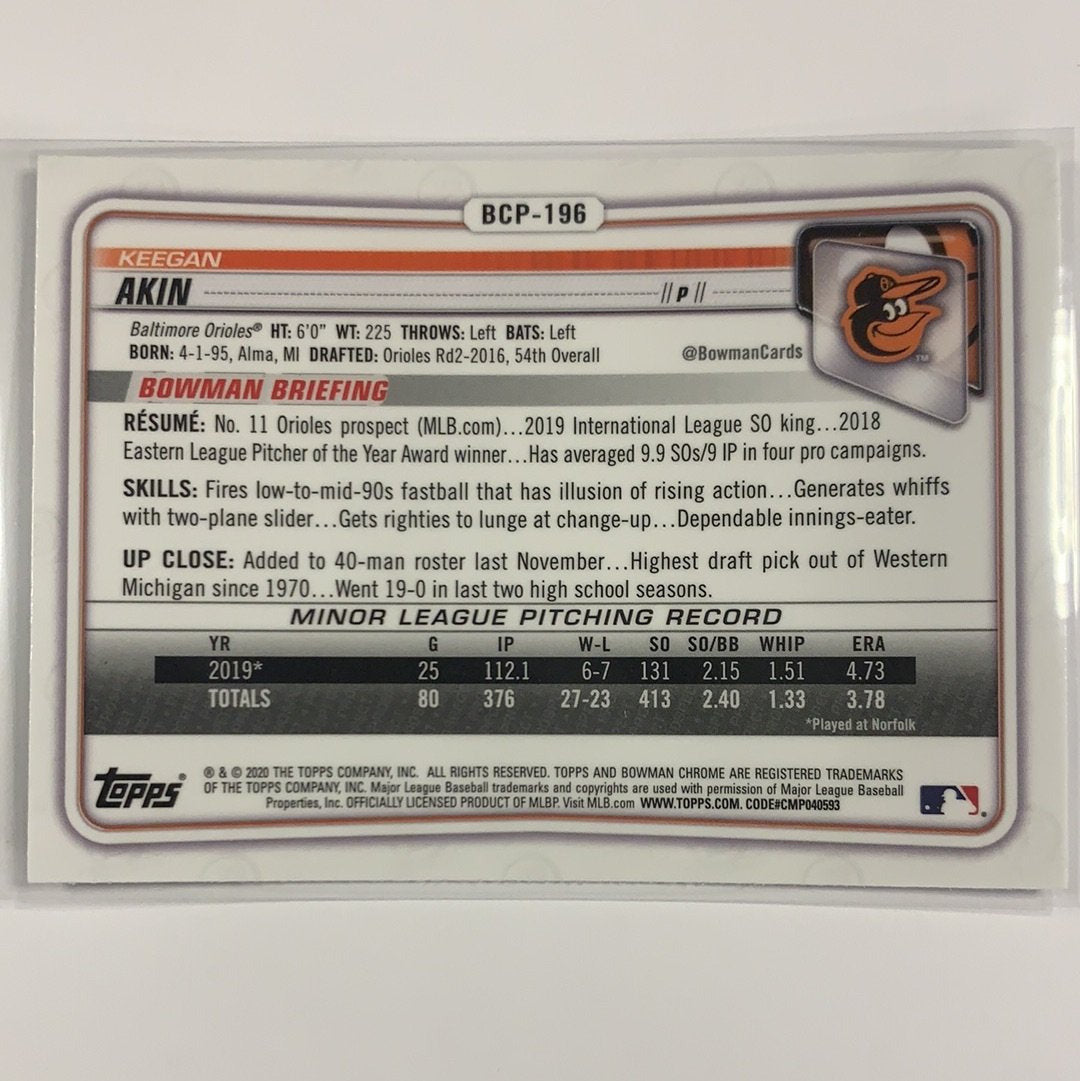 BCP-196
KEEGAN
AKIN // P //
Baltimore Orioles® HT: 6'0" WT: 225 THROWS: Left BATS: Left
BORN: 4-1-95, Alma, MI DRAFTED: Orioles Rd2-2016, 54th Overall @BowmanCards
TM
BOWMAN BRIEFING
RÉSUMÉ: No. 11 Orioles prospect (MLB.com)...2019 International League SO king...2018
Eastern League Pitcher of the Year Award winner...Has averaged 9.9 SOs/9 IP in four pro campaigns.
SKILLS: Fires low-to-mid-90s fastball that has illusion of rising action...Generates whiffs
with two-plane slider...Gets righties to lunge at change-up...Dependable innings-eater.
UP CLOSE: Added to 40-man roster last November...Highest draft pick out of Western
Michigan since 1970...Went 19-0 in last two high school seasons.
MINOR LEAGUE PITCHING RECORD
YR G IP W-L SO SO/BB WHIP ERA
2019* 25 112.1 6-7 131 2.15 1.51 4.73
TOTALS 80 376 27-23 413 2.40 1.33 3.78
*Played at Norfolk
topps®
® & © 2020 THE TOPPS COMPANY, INC. ALL RIGHTS RESERVED. TOPPS AND BOWMAN CHROME ARE REGISTERED TRADEMARKS
OF THE TOPPS COMPANY, INC. Major League Baseball trademarks and copyrights are used with permission of Major League Baseball
Properties, Inc. OFFICIALLY LICENSED PRODUCT OF MLBP. Visit MLB.com WWW.TOPPS.COM. CODE#CMP040593
®